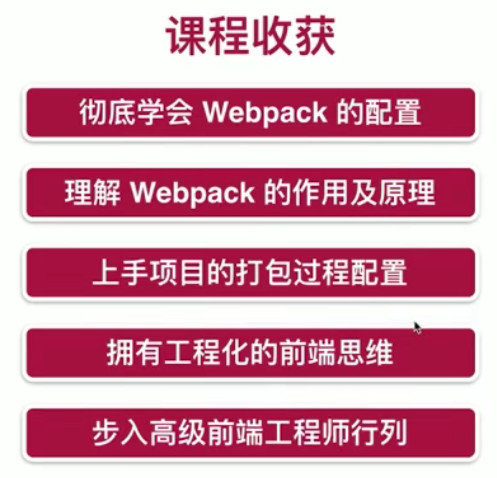 课程收获
彻底学会 Webpack 的配置
理解 Webpack 的作用及原理
上手项目的打包过程配置
拥有工程化的前端思维
步入高级前端工程师行列